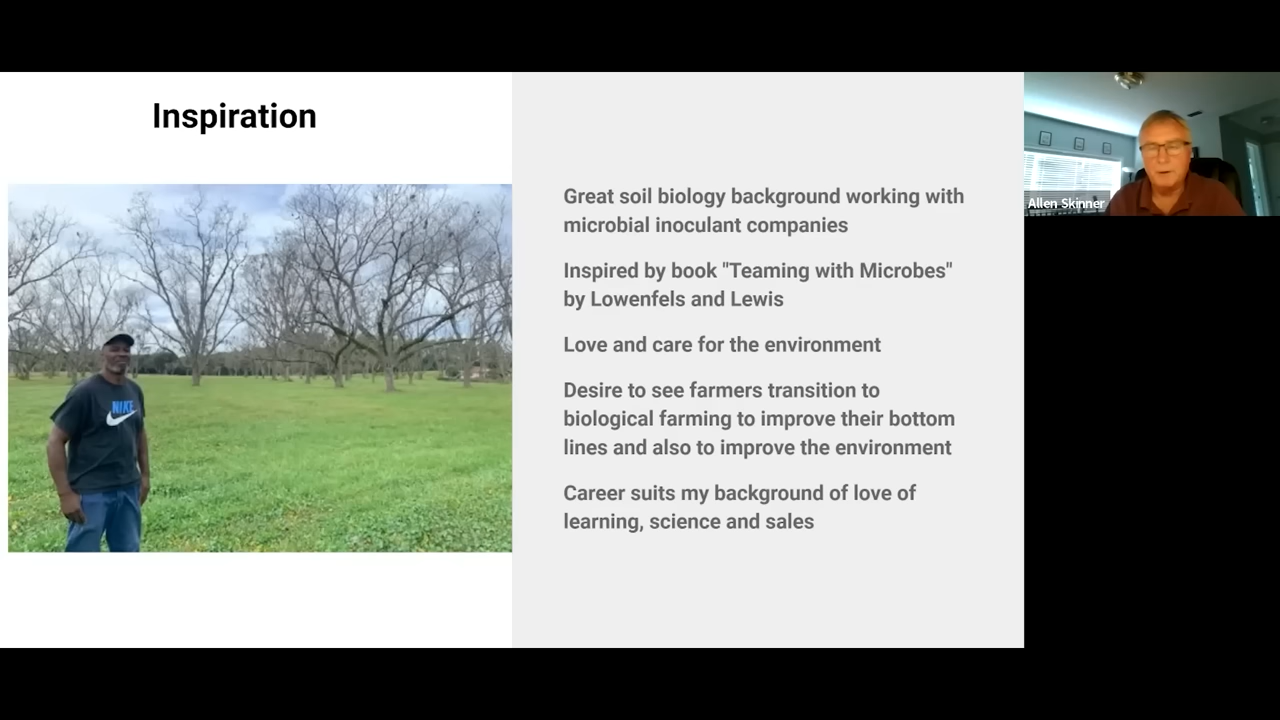 Inspiration
Great soil biology background working with
microbial inoculant companies
Inspired by book "Teaming with Microbes"
by Lowenfels and Lewis
Love and care for the environment
Desire to see farmers transition to
biological farming to improve their bottom
lines and also to improve the environment
Career suits my background of love of
learning, science and sales
NIKE
Allen Skinner